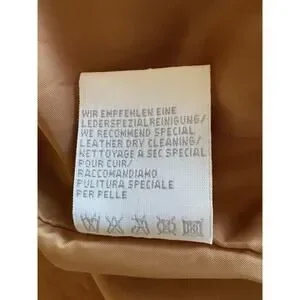 WIR EMPFEHLEN EINE
LEDERSPEZIALREINIGUNG/
WE RECOMMEND SPECIAL
LEATHER DRY CLEANING/
NETTOYAGE A SEC SPECIAL
POUR CUIR/
RACCOMANDIAMO
PULITURA SPECIALE
PER PELLE